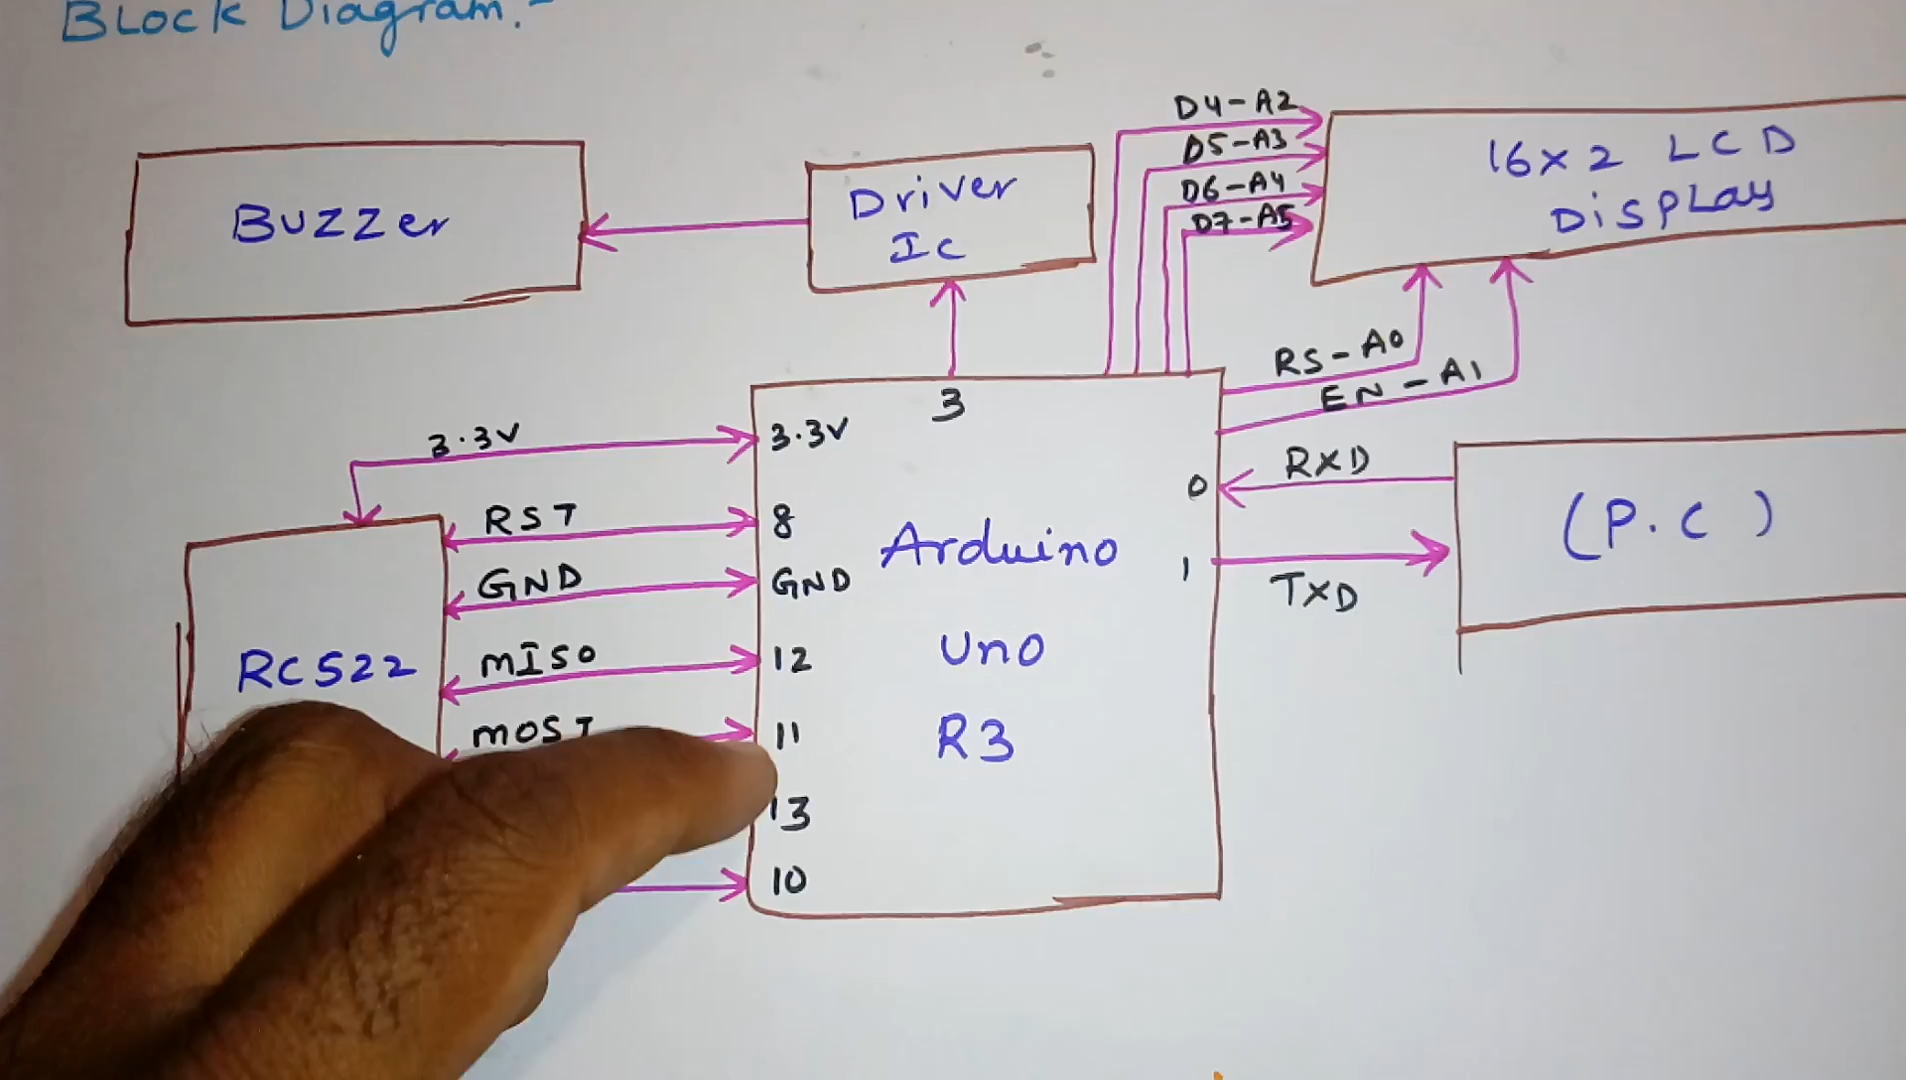 Block Diagram:-
Buzzer
Driver
Ic
D4-A2
D5-A3
D6-A4
D7-A5
16x2 LCD
Display
RS-A0
EN-A1
3
3.3V
3.3V
RST
8
GND
GND
RC522
MISO
12
MOSI
11
13
10
Arduino
Uno
R3
0
RXD
1
TXD
(P.C)